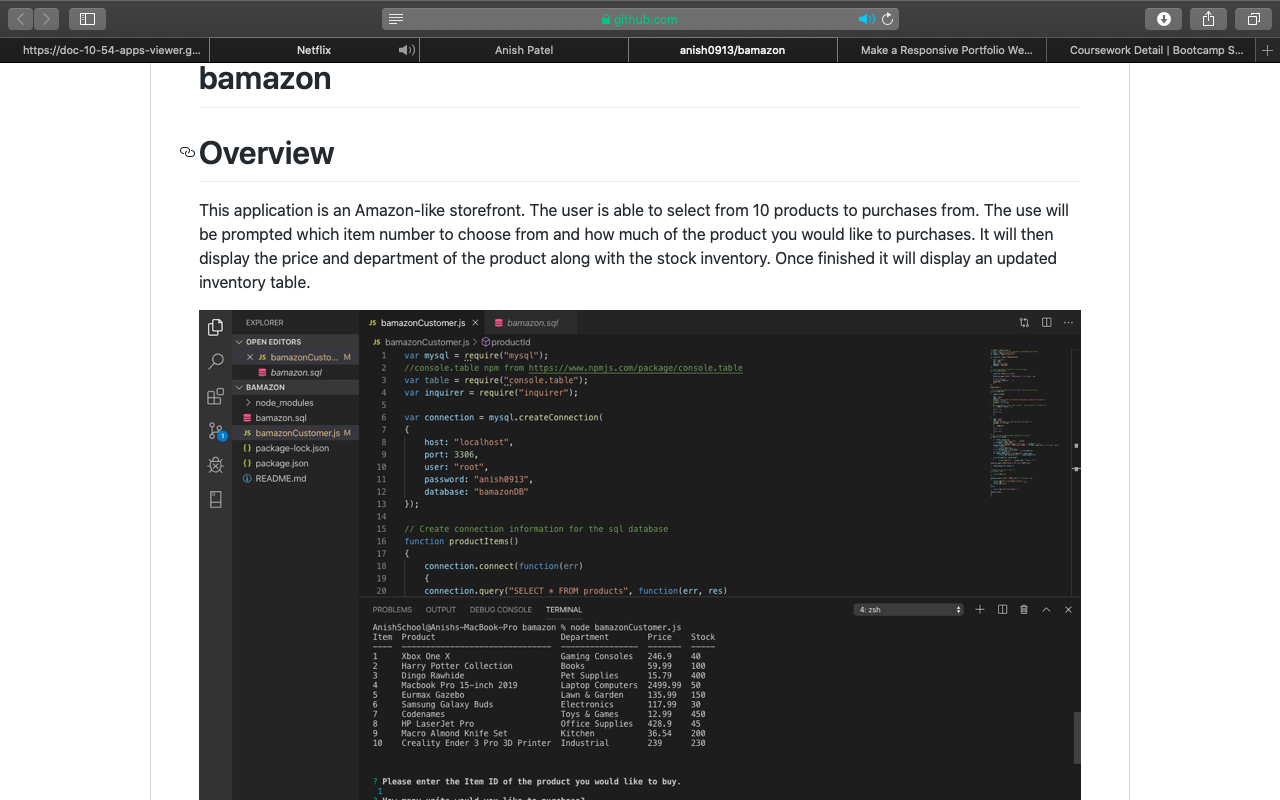 github.com
https://doc-10-54-apps-viewer.g...
Netflix
Anish Patel
anish0913/bamazon
Make a Responsive Portfolio We...
Coursework Detail | Bootcamp S...
bamazon
Overview
This application is an Amazon-like storefront. The user is able to select from 10 products to purchases from. The use will
be prompted which item number to choose from and how much of the product you would like to purchases. It will then
display the price and department of the product along with the stock inventory. Once finished it will display an updated
inventory table.
EXPLORER
OPEN EDITORS
JS bamazonCusto... M
bamazon.sql
BAMAZON
node_modules
bamazon.sql
JS bamazonCustomer.js M
{} package-lock.json
{} package.json
README.md
1
JS bamazonCustomer.js
bamazon.sql
JS bamazonCustomer.js > productId
1 var mysql = require("mysql");
2 //console.table npm from https://www.npmjs.com/package/console.table
3 var table = require("console.table");
4 var inquirer = require("inquirer");
5
6 var connection = mysql.createConnection(
7 {
8 host: "localhost",
9 port: 3306,
10 user: "root",
11 password: "anish0913",
12 database: "bamazonDB"
13 });
14
15 // Create connection information for the sql database
16 function productItems()
17 {
18 connection.connect(function(err)
19 {
20 connection.query("SELECT * FROM products", function(err, res)
PROBLEMS OUTPUT DEBUG CONSOLE TERMINAL
4: zsh
AnishSchool@Anishs-MacBook-Pro bamazon % node bamazonCustomer.js
Item Product Department Price Stock
1 Xbox One X Gaming Consoles 246.9 40
2 Harry Potter Collection Books 59.99 100
3 Dingo Rawhide Pet Supplies 15.79 400
4 Macbook Pro 15-inch 2019 Laptop Computers 2499.99 50
5 Eurmax Gazebo Lawn & Garden 135.99 150
6 Samsung Galaxy Buds Electronics 117.99 30
7 Codenames Toys & Games 12.99 450
8 HP LaserJet Pro Office Supplies 428.9 45
9 Macro Almond Knife Set Kitchen 36.54 200
10 Creality Ender 3 Pro 3D Printer Industrial 239 230
? Please enter the Item ID of the product you would like to buy.
1
? How many units would you like to purchase?